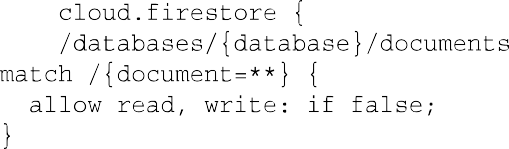 cloud.firestore {
/databases/{database}/documents
match /{document=**} {
allow read, write: if false;
}